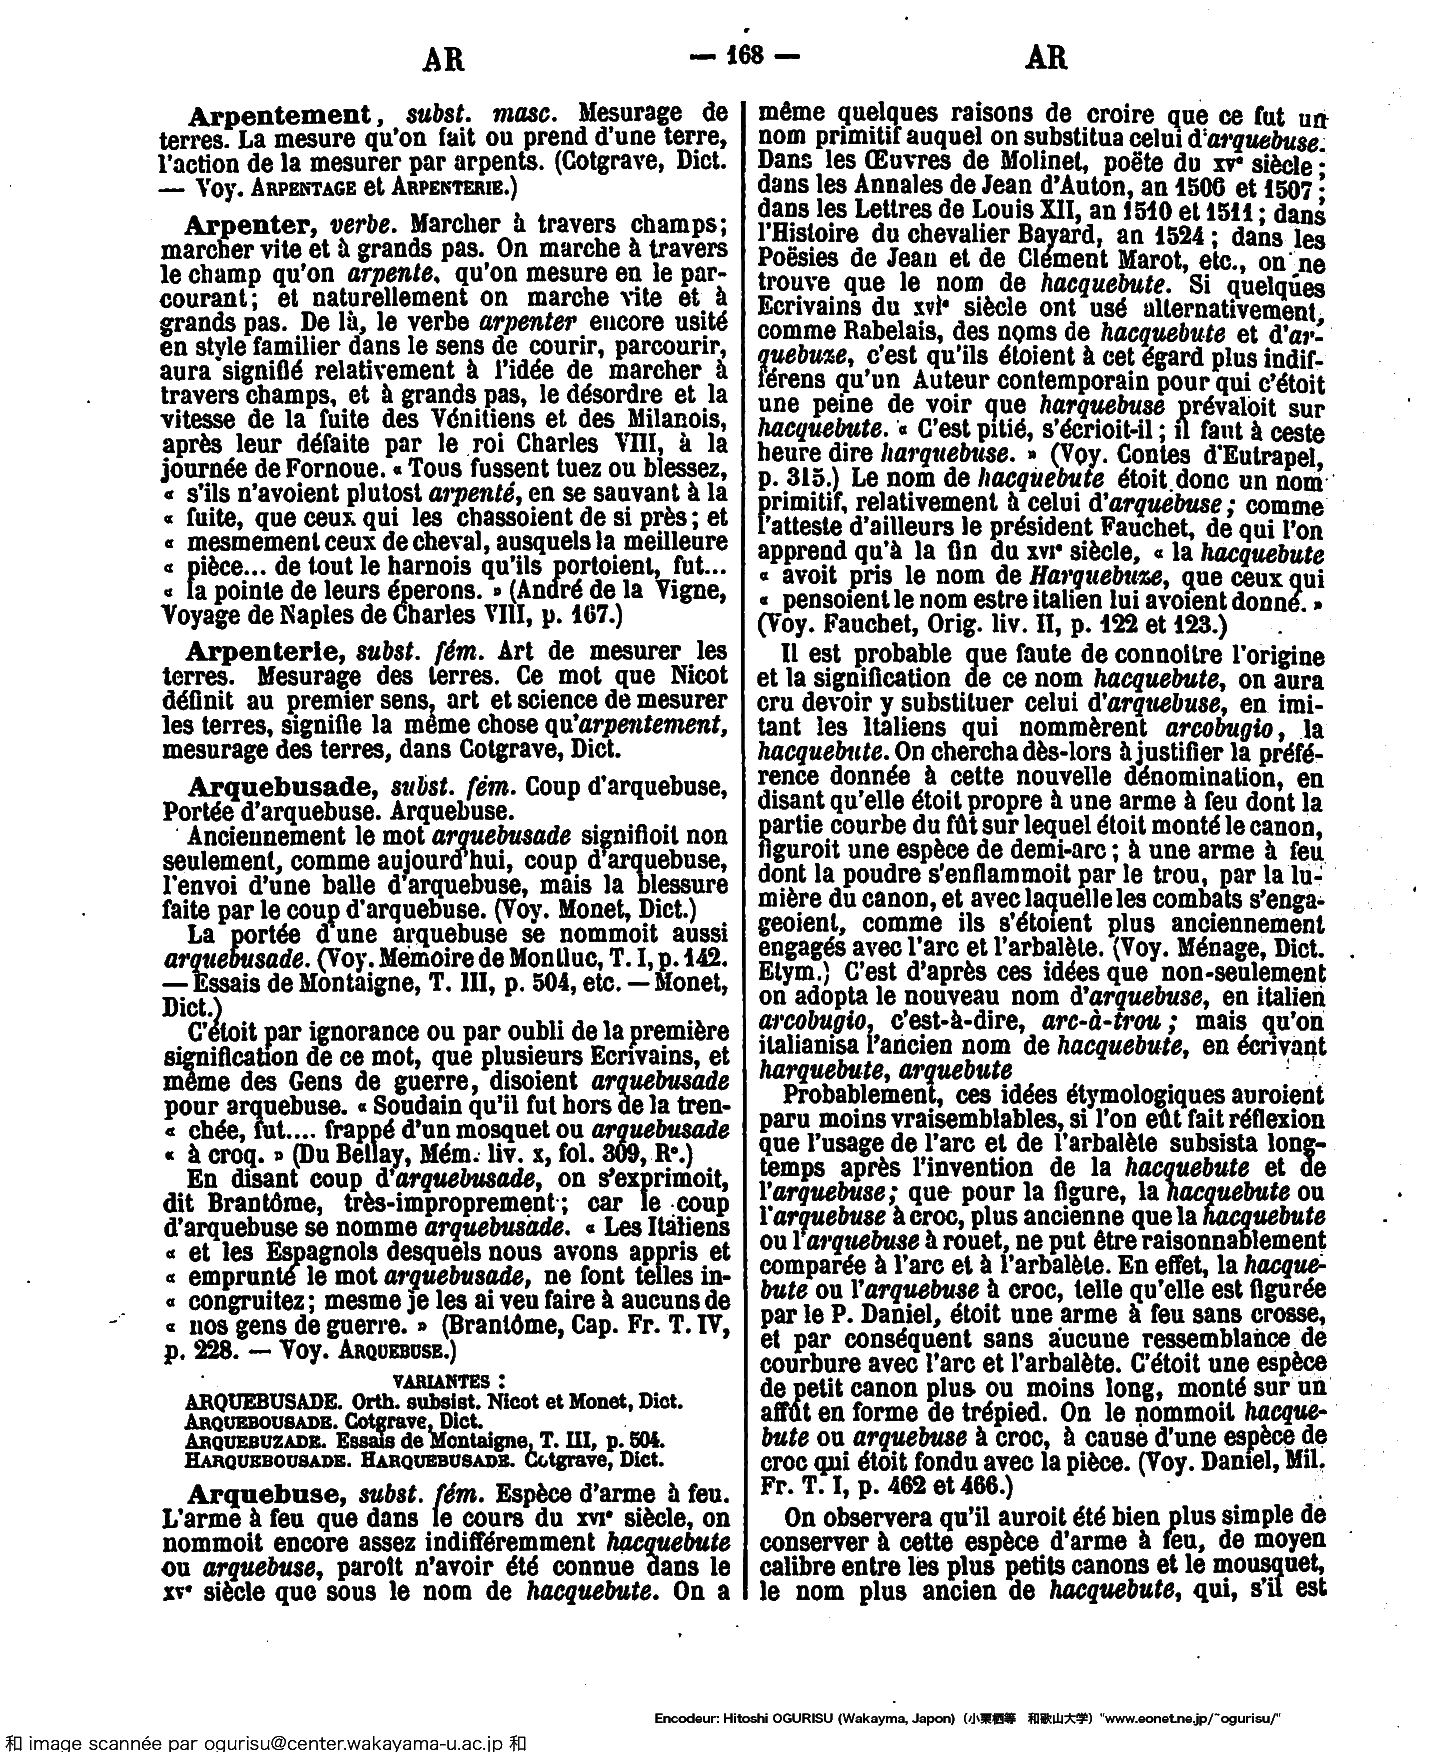 AR
— 168 —
AR
Arpentement, subst. masc. Mesurage de
terres. La mesure qu'on fait ou prend d'une terre,
l'action de la mesurer par arpents. (Cotgrave, Dict.
— Voy. ARPENTAGE et ARPENTERIE.)
Arpenter, verbe. Marcher à travers champs;
marcher vite et à grands pas. On marche à travers
le champ qu'on arpente, qu'on mesure en le par-
courant; et naturellement on marche vite et à
grands pas. De là, le verbe arpenter encore usité
en style familier dans le sens de courir, parcourir,
aura signifié relativement à l'idée de marcher à
travers champs, et à grands pas, le désordre et la
vitesse de la fuite des Vénitiens et des Milanois,
après leur défaite par le roi Charles VIII, à la
journée de Fornoue. « Tous fussent tuez ou blessez,
« s'ils n'avoient plutost arpenté, en se sauvant à la
« fuite, que ceux qui les chassoient de si près; et
« mesmement ceux de cheval, ausquels la meilleure
« pièce... de tout le harnois qu'ils portoient, fut...
« la pointe de leurs éperons. » (André de la Vigne,
Voyage de Naples de Charles VIII, p. 167.)
Arpenterie, subst. fém. Art de mesurer les
terres. Mesurage des terres. Ce mot que Nicot
définit au premier sens, art et science de mesurer
les terres, signifie la même chose qu'arpentement,
mesurage des terres, dans Cotgrave, Dict.
Arquebusade, subst. fém. Coup d'arquebuse,
Portée d'arquebuse. Arquebuse.
Anciennement le mot arquebusade signifioit non
seulement, comme aujourd'hui, coup d'arquebuse,
l'envoi d'une balle d'arquebuse, mais la blessure
faite par le coup d'arquebuse. (Voy. Monet, Dict.)
La portée d'une arquebuse se nommoit aussi
arquebusade. (Voy. Mémoire de Montluc, T. I, p. 142.
— Essais de Montaigne, T. III, p. 504, etc. — Monet,
Dict.)
C'étoit par ignorance ou par oubli de la première
signification de ce mot, que plusieurs Ecrivains, et
même des Gens de guerre, disoient arquebusade
pour arquebuse. « Soudain qu'il fut hors de la tren-
« chée, fut.... frappé d'un mosquet ou arquebusade
« à croq. » (Du Bellay, Mém. liv. x, fol. 309, R°.)
En disant coup d'arquebusade, on s'exprimoit,
dit Brantôme, très-improprement; car le coup
d'arquebuse se nomme arquebusade. « Les Italiens
« et les Espagnols desquels nous avons appris et
« emprunté le mot arquebusade, ne font telles in-
« congruitez; mesme je les ai veu faire à aucuns de
« nos gens de guerre. » (Brantôme, Cap. Fr. T. IV,
p. 228. — Voy. ARQUEBUSE.)
VARIANTES :
ARQUEBUSADE. Orth. subsist. Nicot et Monet, Dict.
ARQUEBOUSADE. Cotgrave, Dict.
ARQUEBUZADE. Essais de Montaigne, T. III, p. 504.
HARQUEBOUSADE. HARQUEBUSADE. Cotgrave, Dict.
Arquebuse, subst. fém. Espèce d'arme à feu.
L'arme à feu que dans le cours du XVIe siècle, on
nommoit encore assez indifféremment hacquebute
ou arquebuse, paroît n'avoir été connue dans le
XVe siècle que sous le nom de hacquebute. On a
même quelques raisons de croire que ce fut un
nom primitif auquel on substitua celui d'arquebuse.
Dans les Œuvres de Molinet, poëte du XVe siècle;
dans les Annales de Jean d'Auton, an 1506 et 1507;
dans les Lettres de Louis XII, an 1510 et 1511; dans
l'Histoire du chevalier Bayard, an 1524; dans les
Poësies de Jean et de Clément Marot, etc., on ne
trouve que le nom de hacquebute. Si quelques
Ecrivains du XVIe siècle ont usé alternativement,
comme Rabelais, des noms de hacquebute et d'ar-
quebuze, c'est qu'ils étoient à cet égard plus indif-
férens qu'un Auteur contemporain pour qui c'étoit
une peine de voir que harquebuse prévaloit sur
hacquebute. « C'est pitié, s'écrioit-il; il faut à ceste
heure dire harquebuse. » (Voy. Contes d'Eutrapel,
p. 315.) Le nom de hacquebute étoit donc un nom
primitif, relativement à celui d'arquebuse; comme
l'atteste d'ailleurs le président Fauchet, de qui l'on
apprend qu'à la fin du XVIe siècle, « la hacquebute
« avoit pris le nom de Harquebuze, que ceux qui
« pensoient le nom estre italien lui avoient donné. »
(Voy. Fauchet, Orig. liv. II, p. 122 et 123.)
Il est probable que faute de connoître l'origine
et la signification de ce nom hacquebute, on aura
cru devoir y substituer celui d'arquebuse, en imi-
tant les Italiens qui nommèrent arcobugio, la
hacquebute. On chercha dès-lors à justifier la préfé-
rence donnée à cette nouvelle dénomination, en
disant qu'elle étoit propre à une arme à feu dont la
partie courbe du fût sur lequel étoit monté le canon,
figuroit une espèce de demi-arc; à une arme à feu
dont la poudre s'enflammoit par le trou, par la lu-
mière du canon, et avec laquelle les combats s'enga-
geoient, comme ils s'étoient plus anciennement
engagés avec l'arc et l'arbalète. (Voy. Ménage, Dict.
Etym.) C'est d'après ces idées que non-seulement
on adopta le nouveau nom d'arquebuse, en italien
arcobugio, c'est-à-dire, arc-à-trou; mais qu'on
italianisa l'ancien nom de hacquebute, en écrivant
harquebute, arquebute
Probablement, ces idées étymologiques auroient
paru moins vraisemblables, si l'on eût fait réflexion
que l'usage de l'arc et de l'arbalète subsista long-
temps après l'invention de la hacquebute et de
l'arquebuse; que pour la figure, la hacquebute ou
l'arquebuse à croc, plus ancienne que la hacquebute
ou l'arquebuse à rouet, ne put être raisonnablement
comparée à l'arc et à l'arbalète. En effet, la hacque-
bute ou l'arquebuse à croc, telle qu'elle est figurée
par le P. Daniel, étoit une arme à feu sans crosse,
et par conséquent sans aucune ressemblance de
courbure avec l'arc et l'arbalète. C'étoit une espèce
de petit canon plus ou moins long, monté sur un
affût en forme de trépied. On le nommoit hacque-
bute ou arquebuse à croc, à cause d'une espèce de
croc qui étoit fondu avec la pièce. (Voy. Daniel, Mil.
Fr. T. I, p. 462 et 466.)
On observera qu'il auroit été bien plus simple de
conserver à cette espèce d'arme à feu, de moyen
calibre entre les plus petits canons et le mousquet,
le nom plus ancien de hacquebute, qui, s'il est
Encodeur: Hitoshi OGURISU (Wakayma, Japon) (小栗栖等 和歌山大学) "www.eonet.ne.jp/~ogurisu/"
和 image scannée par ogurisu@center.wakayama-u.ac.jp 和